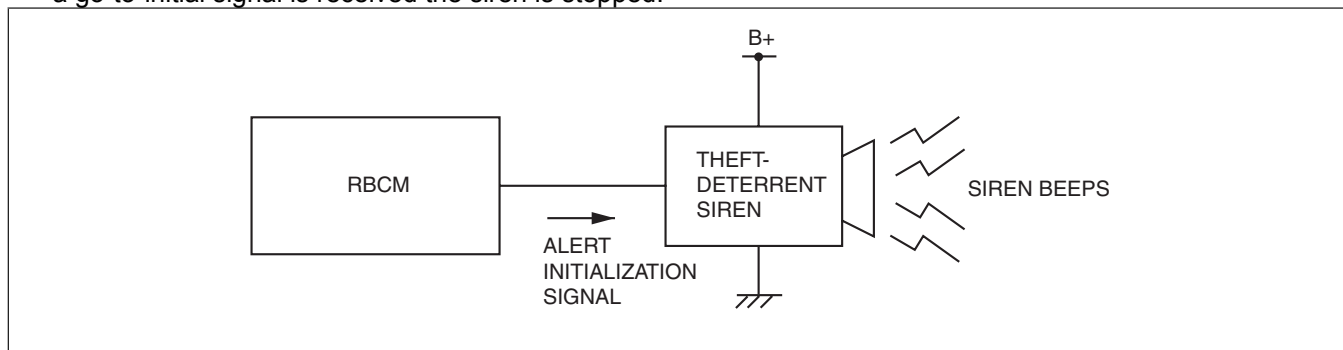 a go-to-initial signal is received the siren is stopped.
B+
RBCM
THEFT-
DETERRENT
SIREN
SIREN BEEPS
ALERT
INITIALIZATION
SIGNAL